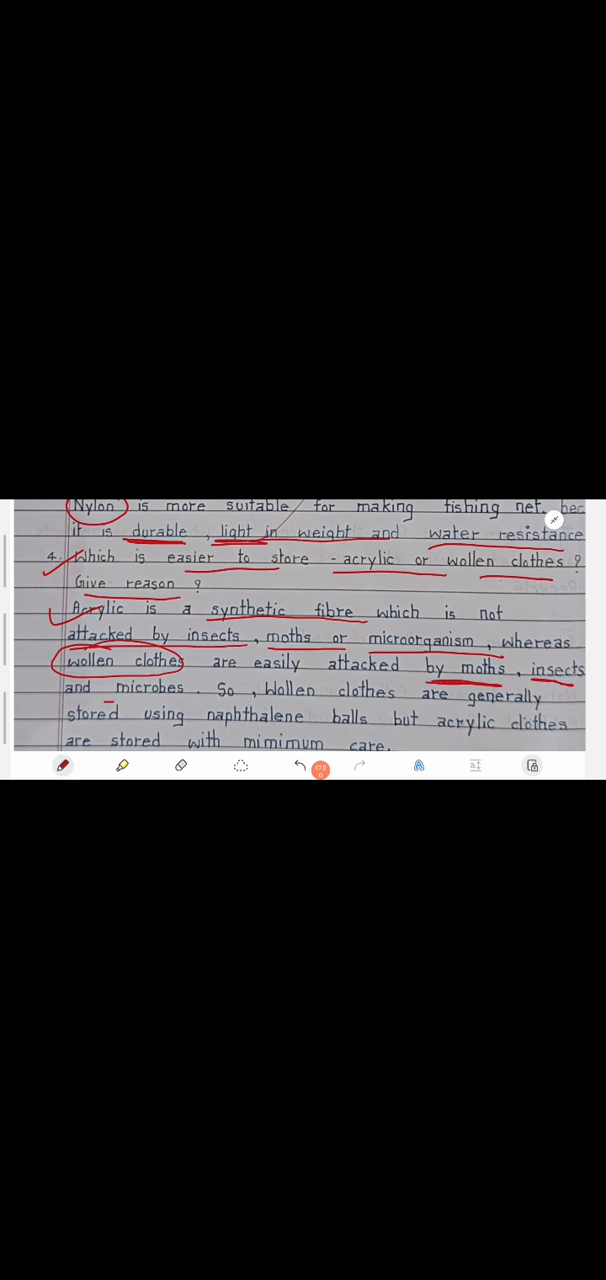 Nylon is more suitable for making fishing net. bec
it is durable , light in weight and water resistance
4. Which is easier to store - acrylic or wollen clothes ?
Give reason ?
Acrylic is a synthetic fibre which is not
attacked by insects , moths or microorganism , whereas
wollen clothes are easily attacked by moths , insects
and microbes . So , Wollen clothes are generally
stored using naphthalene balls but acrylic clothes
are stored with mimimum care.